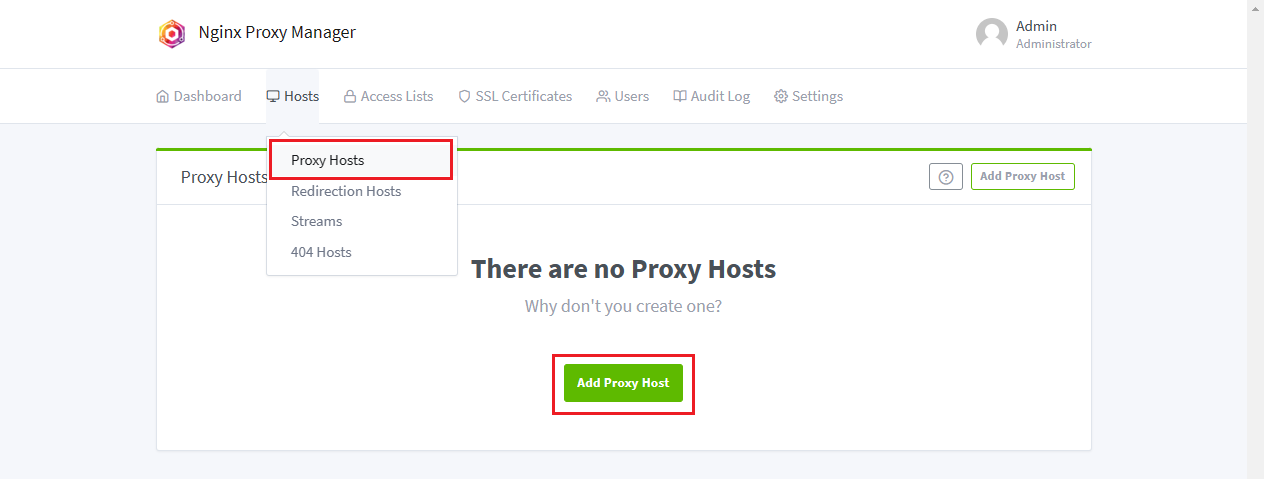 Nginx Proxy Manager
Admin
Administrator
Dashboard Hosts Access Lists SSL Certificates Users Audit Log Settings
Proxy Hosts
Redirection Hosts
Streams
404 Hosts
Proxy Hosts
Add Proxy Host
There are no Proxy Hosts
Why don't you create one?
Add Proxy Host